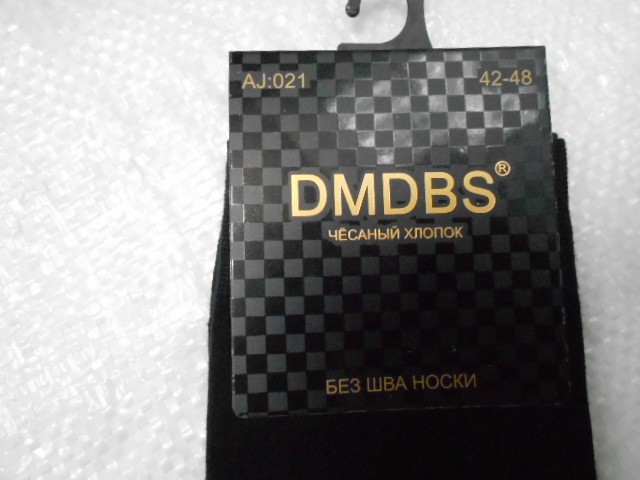 AJ:021 42-48
DMDBS®
ЧЁСАНЫЙ ХЛОПОК
БЕЗ ШВА НОСКИ